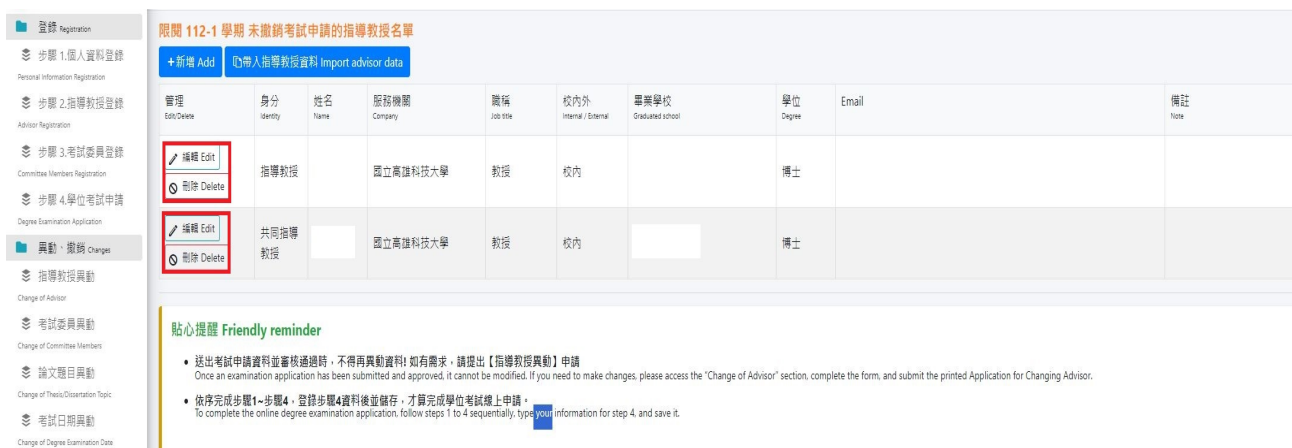 登錄 Registration
步驟 1.個人資料登錄
Personal Information Registration
步驟 2.指導教授登錄
Advisor Registration
步驟 3.考試委員登錄
Committee Members Registration
步驟 4.學位考試申請
Degree Examination Application
異動、撤銷 Changes
指導教授異動
Change of Advisor
考試委員異動
Change of Committee Members
論文題目異動
Change of Thesis/Dissertation Topic
考試日期異動
Change of Degree Examination Date
限閱 112-1 學期 未撤銷考試申請的指導教授名單
+新增 Add
帶入指導教授資料 Import advisor data
管理 身分 姓名 服務機關 職稱 校內外 畢業學校 學位 Email 備註
Edit/Delete Identity Name Company Job title Internal / External Graduated school Degree Note
編輯 Edit
刪除 Delete
指導教授 國立高雄科技大學 教授 校內 博士
編輯 Edit
刪除 Delete
共同指導
教授
國立高雄科技大學 教授 校內 博士
貼心提醒 Friendly reminder
• 送出考試申請資料並審核通過時,不得再異動資料! 如有需求,請提出【指導教授異動】申請
Once an examination application has been submitted and approved, it cannot be modified. If you need to make changes, please access the "Change of Advisor" section, complete the form, and submit the printed Application for Changing Advisor.
• 依序完成步驟1~步驟4,登錄步驟4資料後並儲存,才算完成學位考試線上申請。
To complete the online degree examination application, follow steps 1 to 4 sequentially, type your information for step 4, and save it.